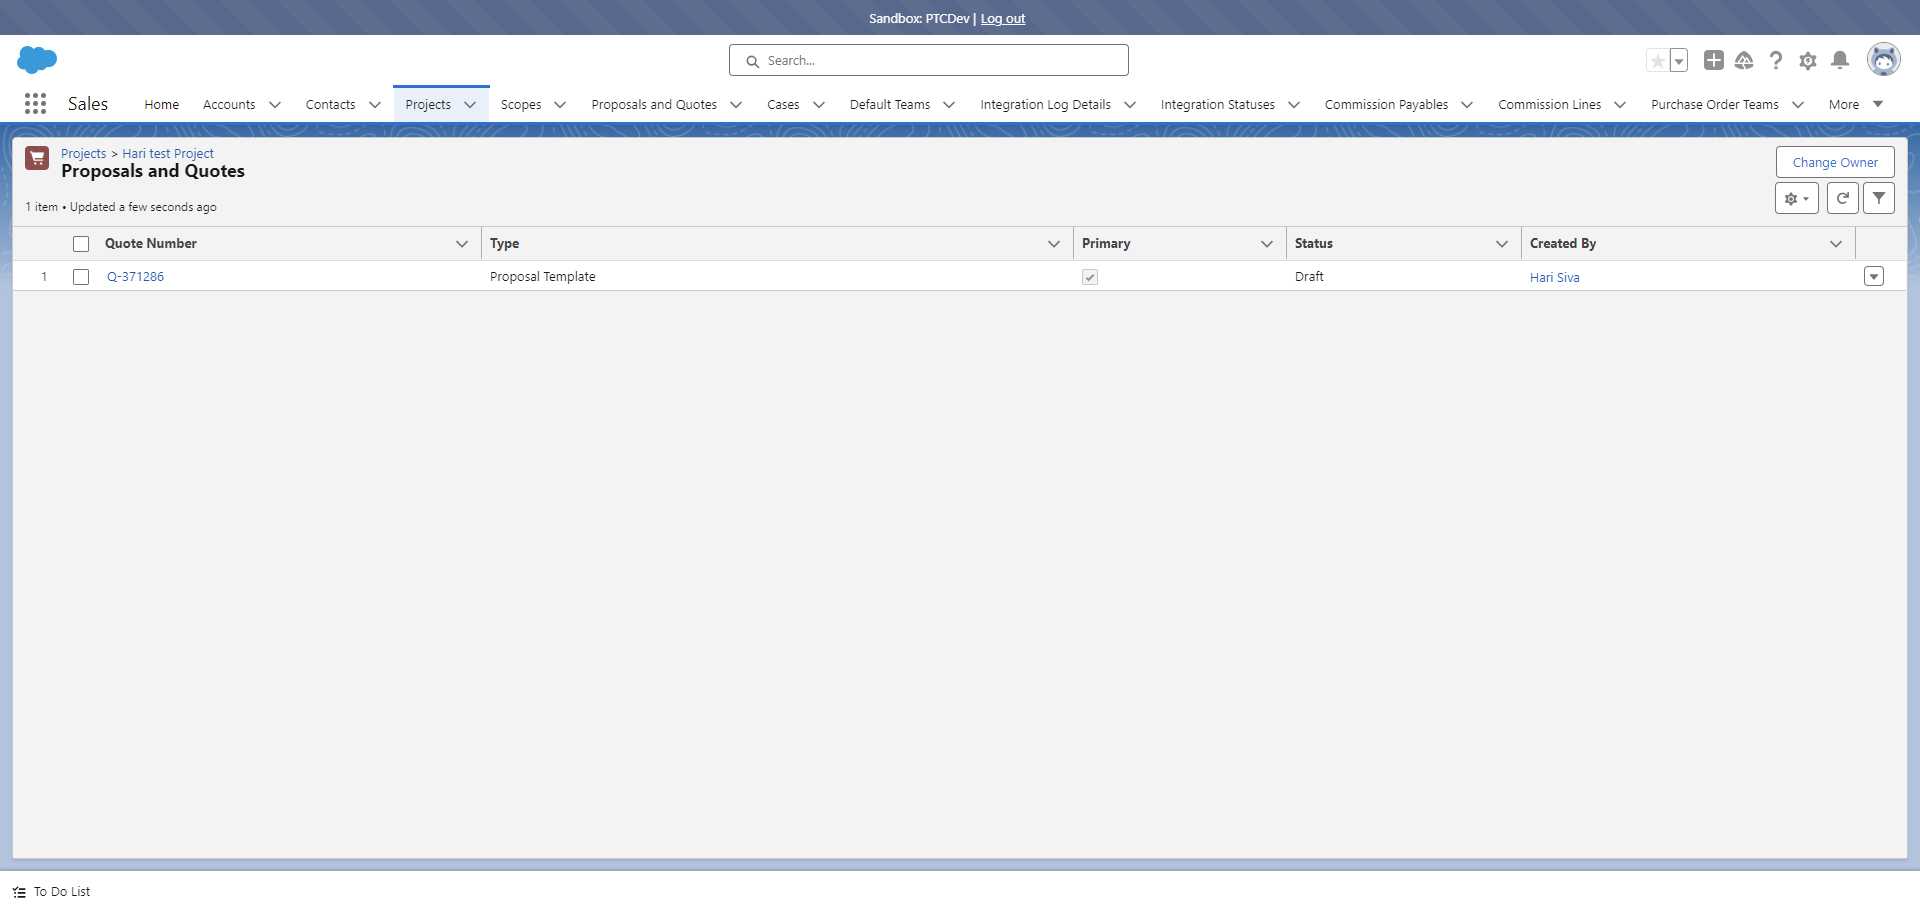 Sandbox: PTCDev | Log out
Search...
Sales Home Accounts Contacts Projects Scopes Proposals and Quotes Cases Default Teams Integration Log Details Integration Statuses Commission Payables Commission Lines Purchase Order Teams More
Projects > Hari test Project
Proposals and Quotes
Change Owner
1 item • Updated a few seconds ago
Quote Number Type Primary Status Created By
1 Q-371286 Proposal Template Draft Hari Siva
To Do List